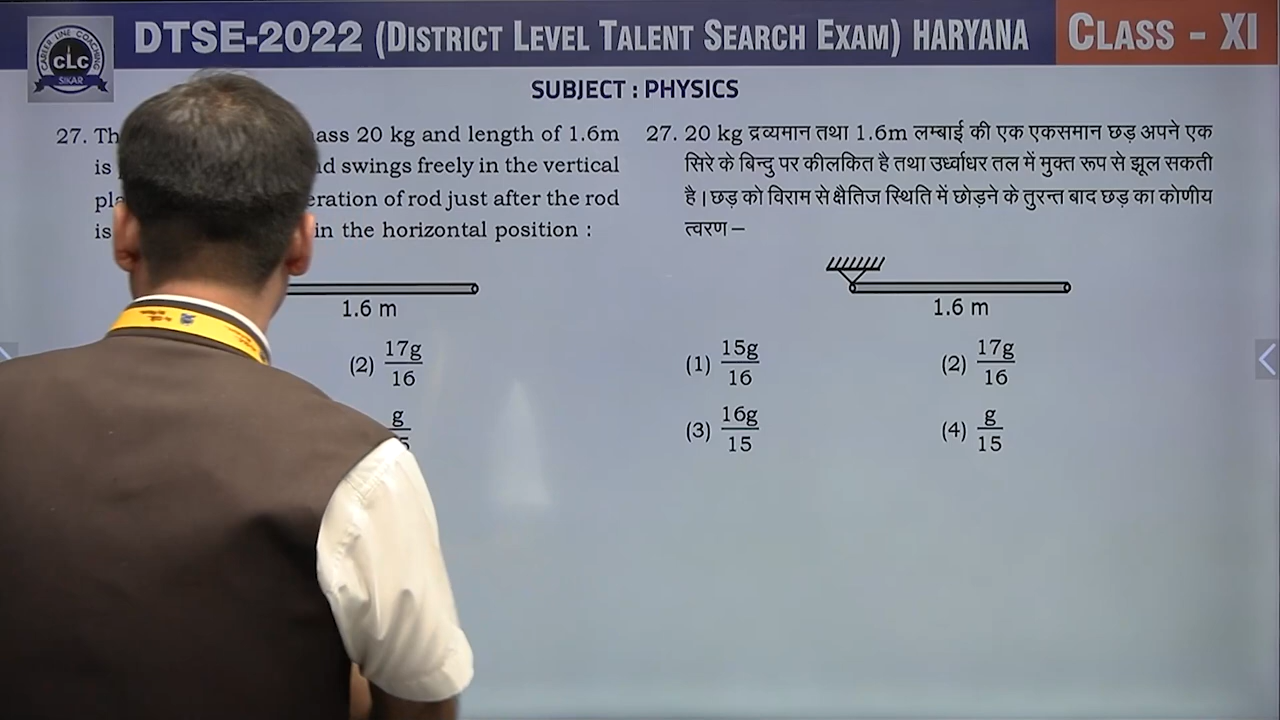 CAREER LINE COACHING
cLc
SIKAR
DTSE-2022 (DISTRICT LEVEL TALENT SEARCH EXAM) HARYANA
CLASS - XI
SUBJECT : PHYSICS
27. Th mass 20 kg and length of 1.6m
is nd swings freely in the vertical
pla eration of rod just after the rod
is in the horizontal position :
1.6 m
(2) 17g
16
g
5
27. 20 kg द्रव्यमान तथा 1.6m लम्बाई की एक एकसमान छड़ अपने एक
सिरे के बिन्दु पर कीलकित है तथा उर्ध्वाधर तल में मुक्त रूप से झूल सकती
है। छड़ को विराम से क्षैतिज स्थिति में छोड़ने के तुरन्त बाद छड़ का कोणीय
त्वरण –
1.6 m
(1) 15g
16
(2) 17g
16
(3) 16g
15
(4) g
15